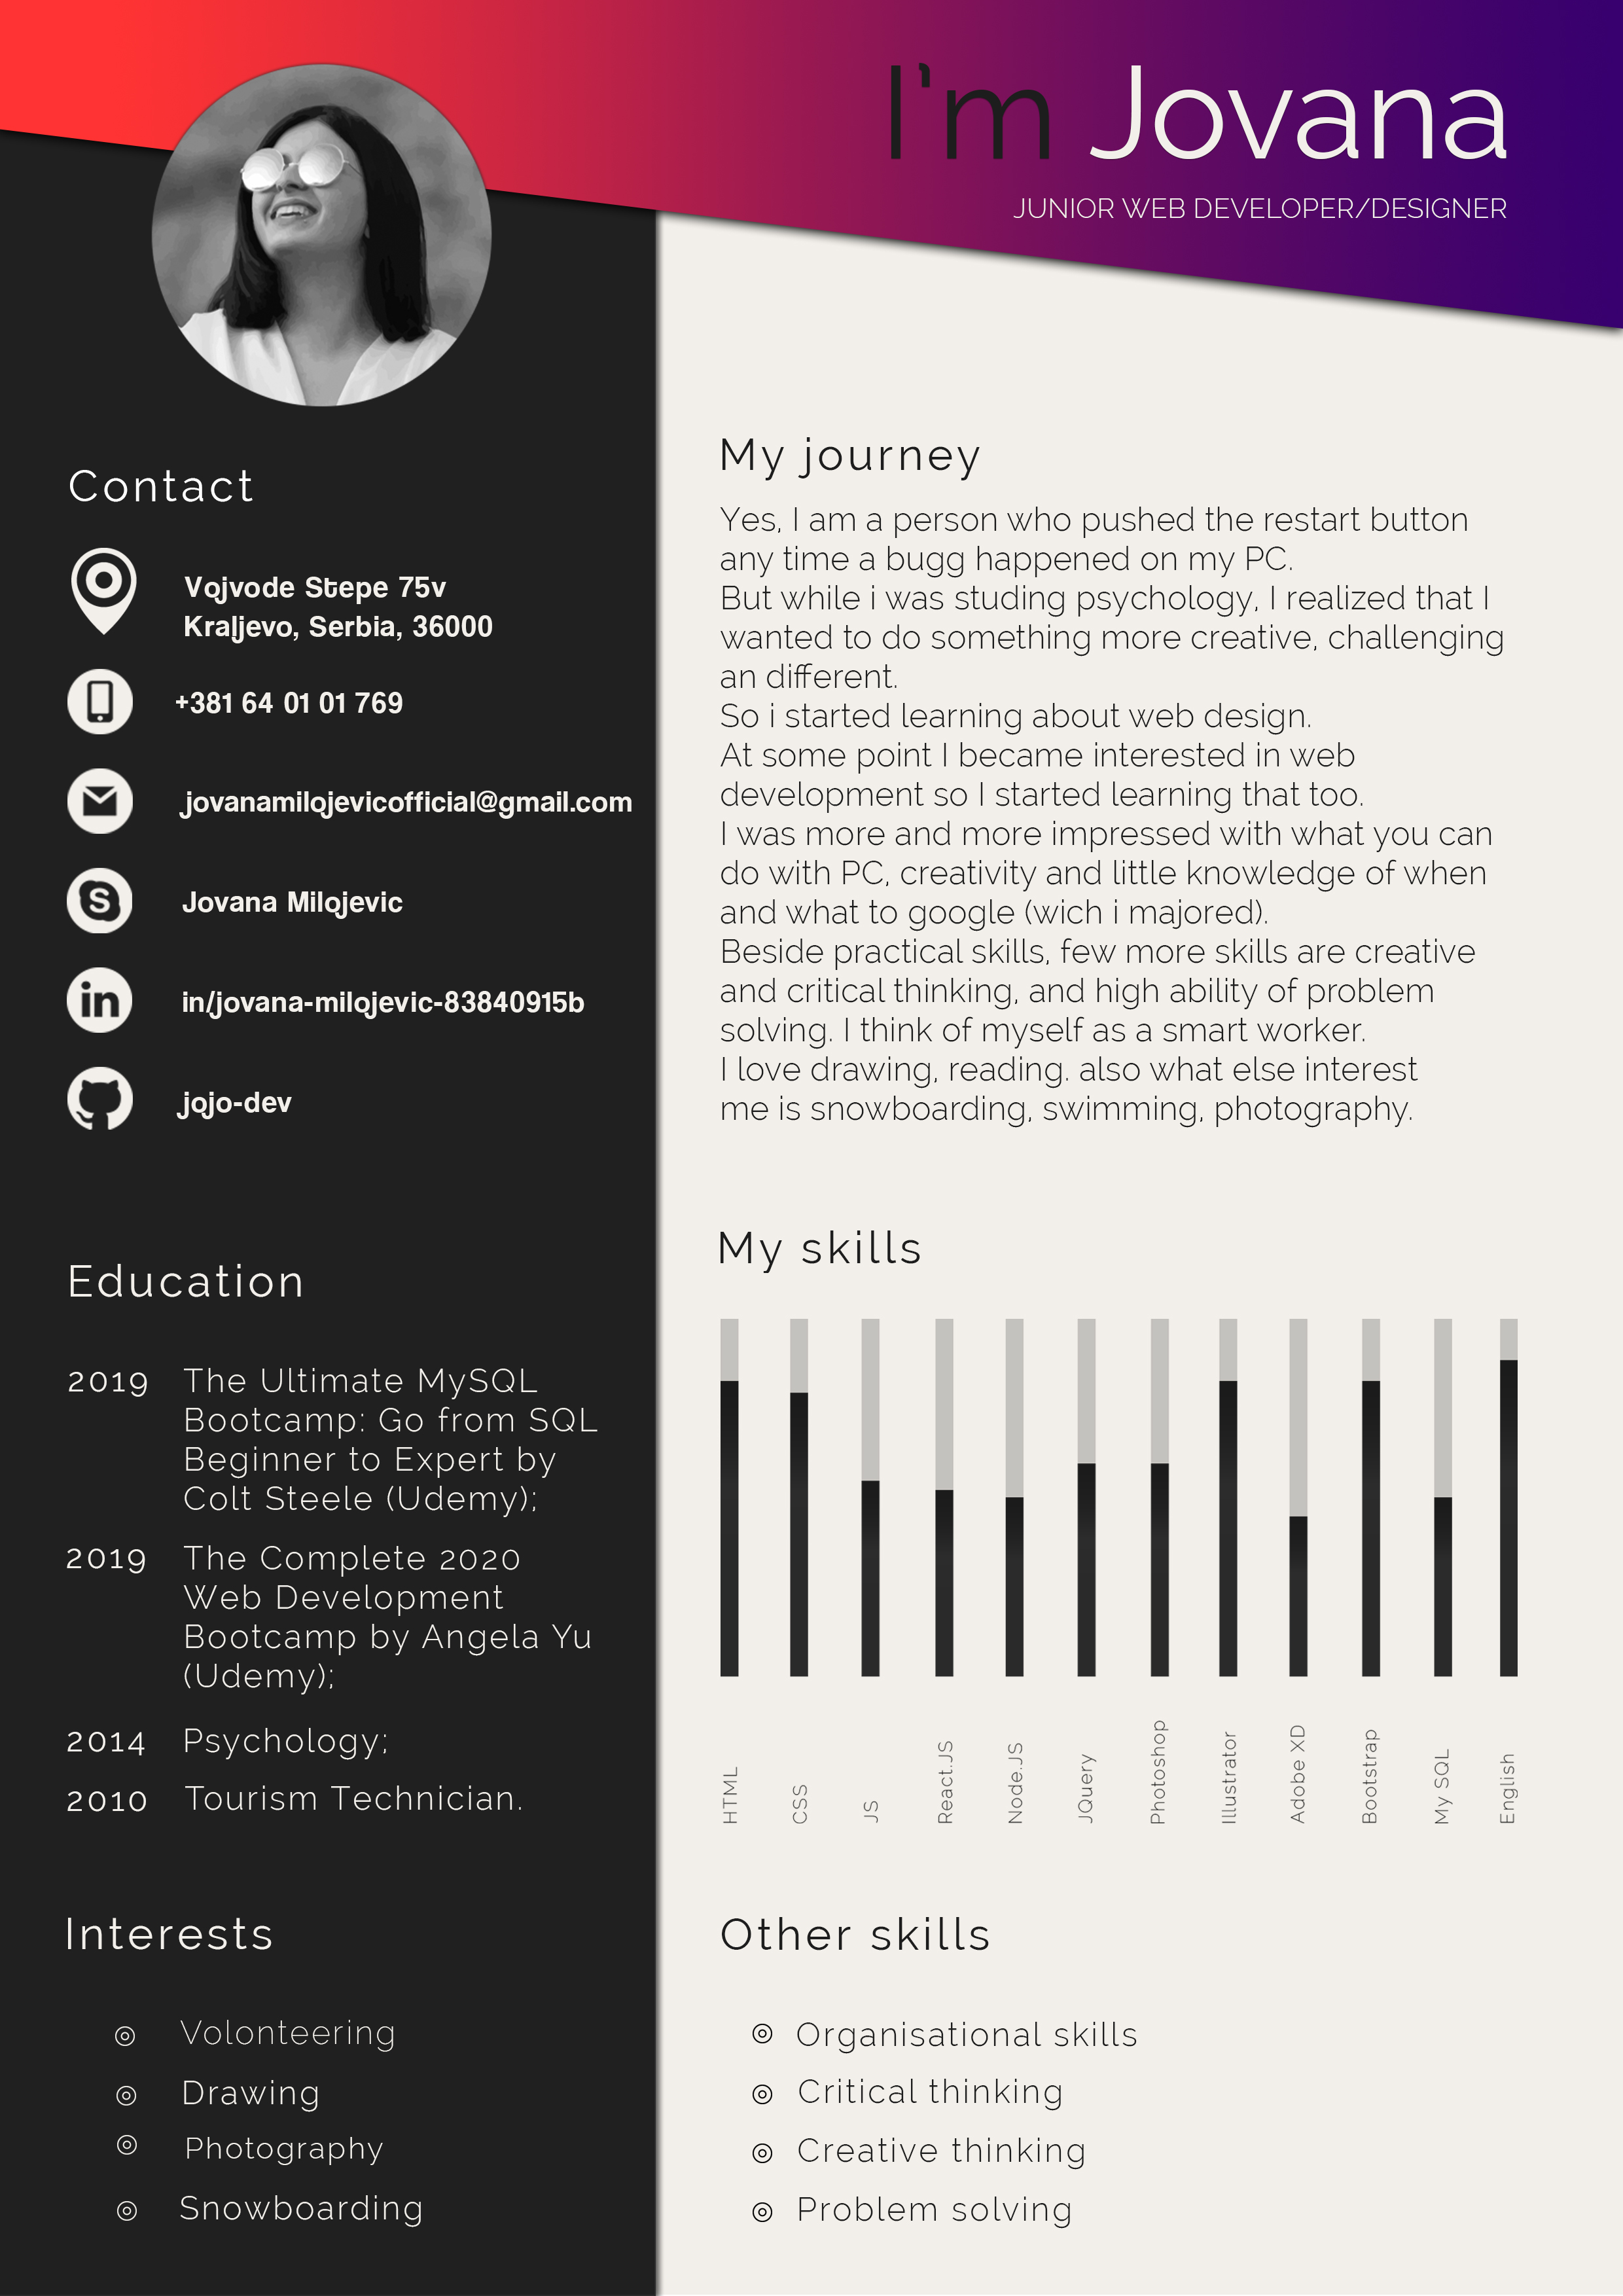 I'm Jovana
JUNIOR WEB DEVELOPER/DESIGNER
Contact
Vojvode Stepe 75v
Kraljevo, Serbia, 36000
+381 64 01 01 769
jovanamilojevicofficial@gmail.com
Jovana Milojevic
in/jovana-milojevic-83840915b
jojo-dev
Education
2019 The Ultimate MySQL
Bootcamp: Go from SQL
Beginner to Expert by
Colt Steele (Udemy);
2019 The Complete 2020
Web Development
Bootcamp by Angela Yu
(Udemy);
2014 Psychology;
2010 Tourism Technician.
Interests
Volonteering
Drawing
Photography
Snowboarding
My journey
Yes, I am a person who pushed the restart button
any time a bugg happened on my PC.
But while i was studing psychology, I realized that I
wanted to do something more creative, challenging
an different.
So i started learning about web design.
At some point I became interested in web
development so I started learning that too.
I was more and more impressed with what you can
do with PC, creativity and little knowledge of when
and what to google (wich i majored).
Beside practical skills, few more skills are creative
and critical thinking, and high ability of problem
solving. I think of myself as a smart worker.
I love drawing, reading. also what else interest
me is snowboarding, swimming, photography.
My skills
HTML
CSS
JS
React.JS
Node.JS
JQuery
Photoshop
Illustrator
Adobe XD
Bootstrap
My SQL
English
Other skills
Organisational skills
Critical thinking
Creative thinking
Problem solving